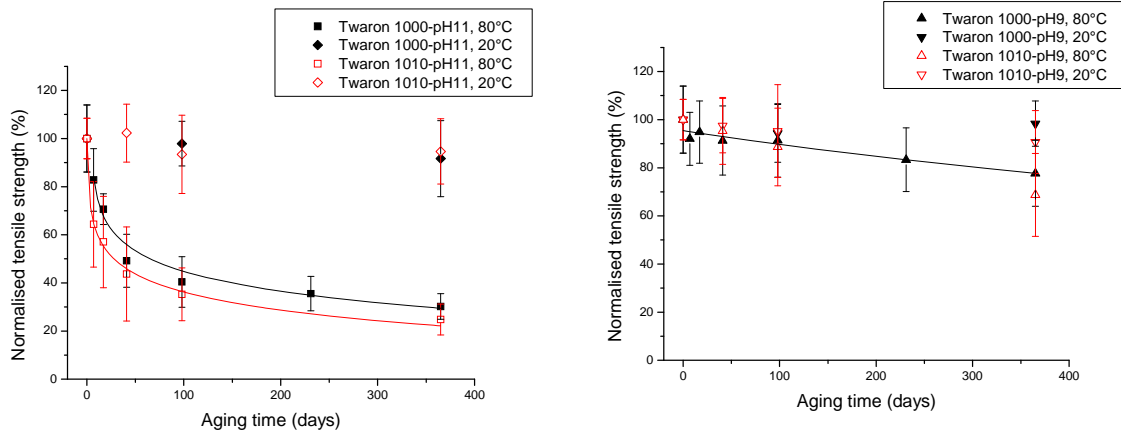 Twaron 1000-pH11, 80°C
Twaron 1000-pH11, 20°C
Twaron 1010-pH11, 80°C
Twaron 1010-pH11, 20°C
Normalised tensile strength (%)
120
100
80
60
40
20
0
0
100
200
300
400
Aging time (days)
Twaron 1000-pH9, 80°C
Twaron 1000-pH9, 20°C
Twaron 1010-pH9, 80°C
Twaron 1010-pH9, 20°C
Normalised tensile strength (%)
120
100
80
60
40
20
0
0
100
200
300
400
Aging time (days)